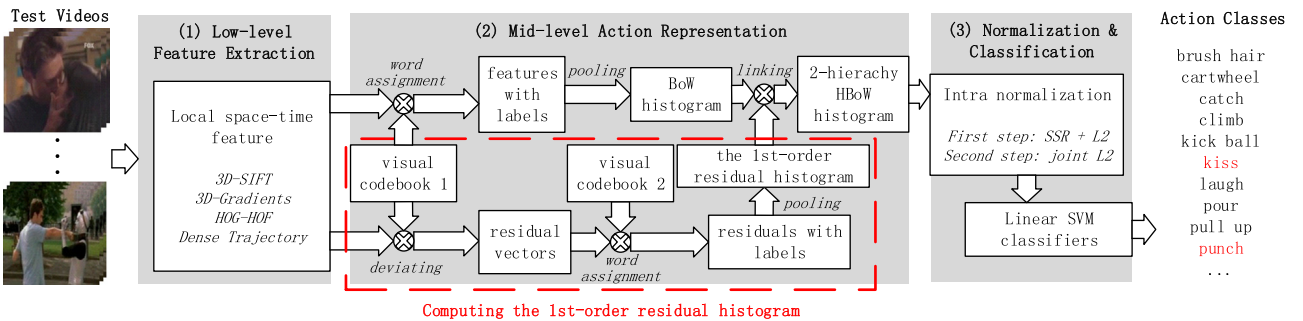 Test Videos
(1) Low-level
Feature Extraction
Local space-time
feature
3D-SIFT
3D-Gradients
HOG-HOF
Dense Trajectory
(2) Mid-level Action Representation
word
assignment
features
with
labels
pooling
BoW
histogram
linking
2-hierachy
HBoW
histogram
visual
codebook 1
visual
codebook 2
the 1st-order
residual histogram
pooling
deviating
residual
vectors
word
assignment
residuals with
labels
Computing the 1st-order residual histogram
(3) Normalization &
Classification
Intra normalization
First step: SSR + L2
Second step: joint L2
Linear SVM
classifiers
Action Classes
brush hair
cartwheel
catch
climb
kick ball
kiss
laugh
pour
pull up
punch
...